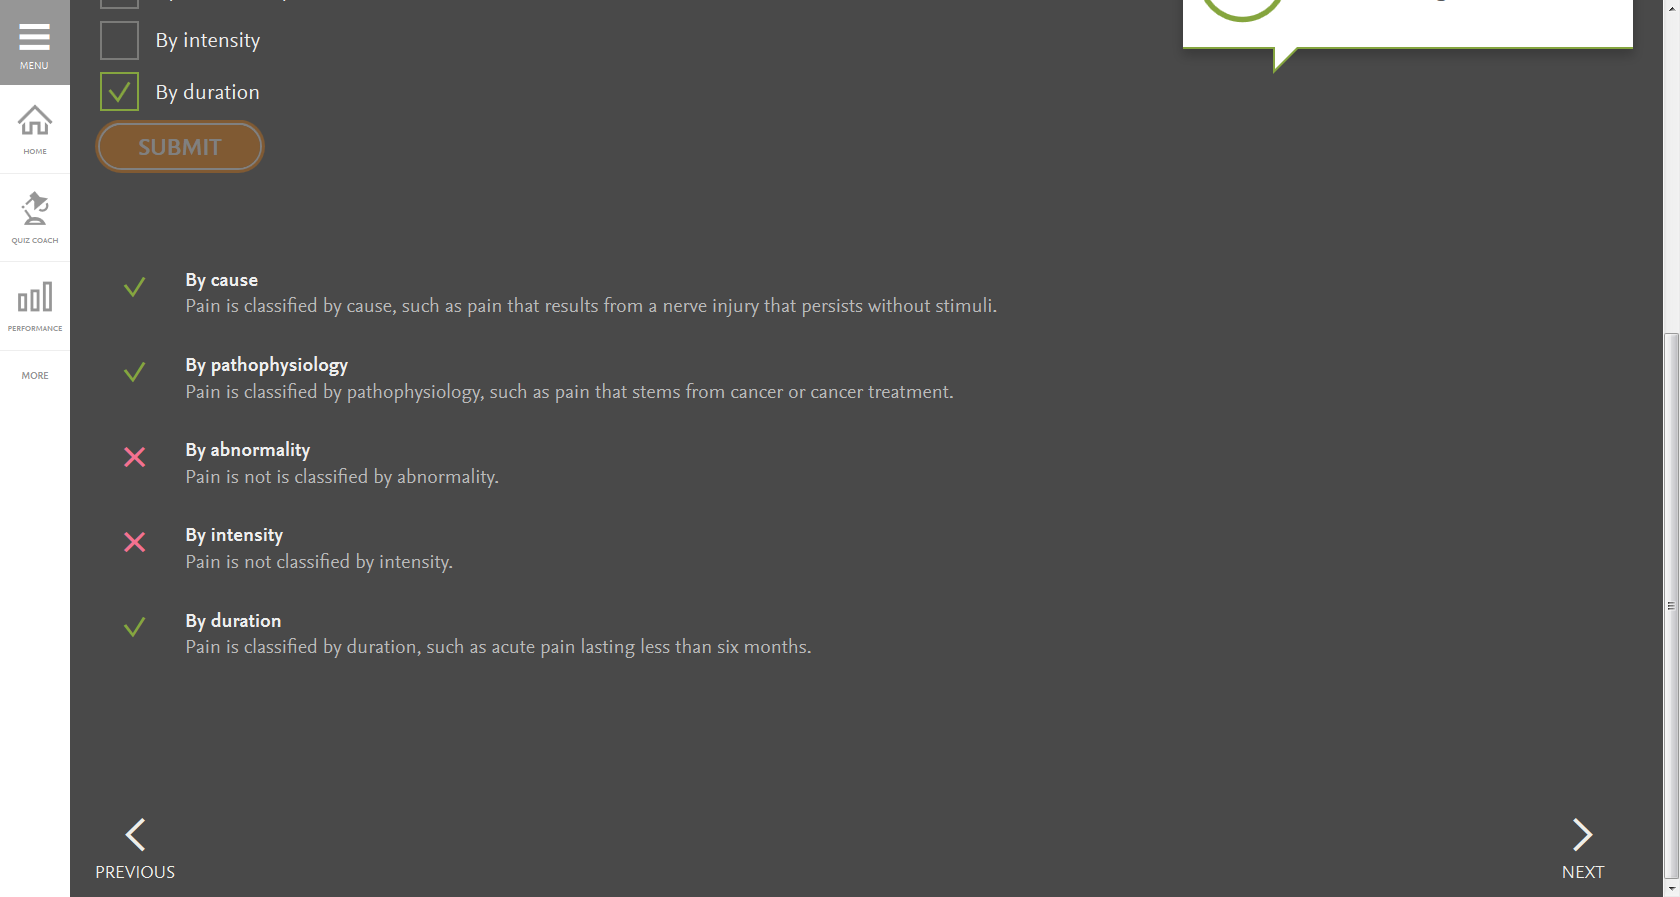 MENU
HOME
QUIZ COACH
PERFORMANCE
MORE
By intensity
By duration
SUBMIT
By cause
Pain is classified by cause, such as pain that results from a nerve injury that persists without stimuli.
By pathophysiology
Pain is classified by pathophysiology, such as pain that stems from cancer or cancer treatment.
By abnormality
Pain is not is classified by abnormality.
By intensity
Pain is not classified by intensity.
By duration
Pain is classified by duration, such as acute pain lasting less than six months.
PREVIOUS
NEXT